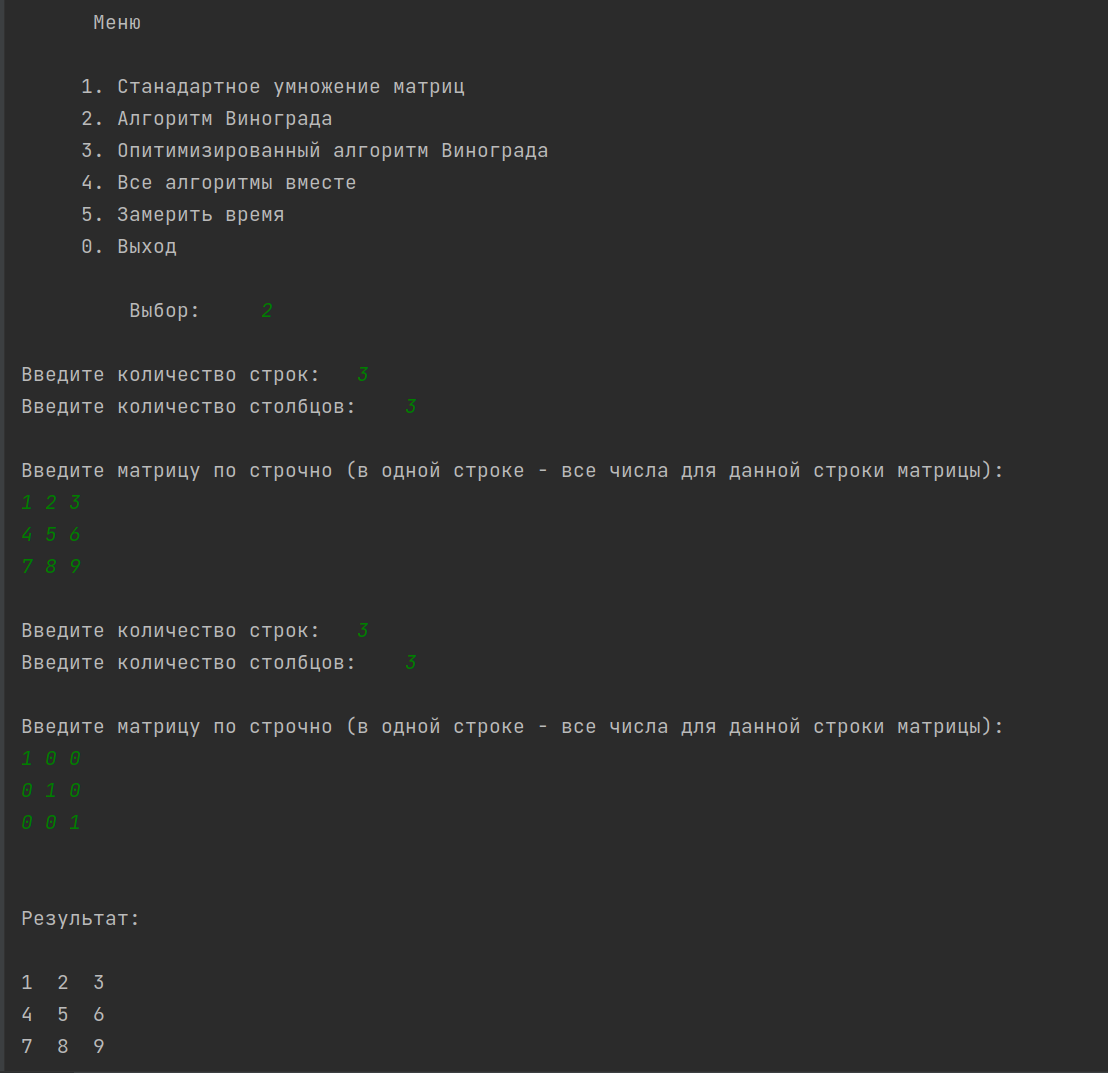 Меню
1. Станадартное умножение матриц
2. Алгоритм Винограда
3. Опитимизированный алгоритм Винограда
4. Все алгоритмы вместе
5. Замерить время
0. Выход
Выбор: 2
Введите количество строк: 3
Введите количество столбцов: 3
Введите матрицу по строчно (в одной строке - все числа для данной строки матрицы):
1 2 3
4 5 6
7 8 9
Введите количество строк: 3
Введите количество столбцов: 3
Введите матрицу по строчно (в одной строке - все числа для данной строки матрицы):
1 0 0
0 1 0
0 0 1
Результат:
1 2 3
4 5 6
7 8 9